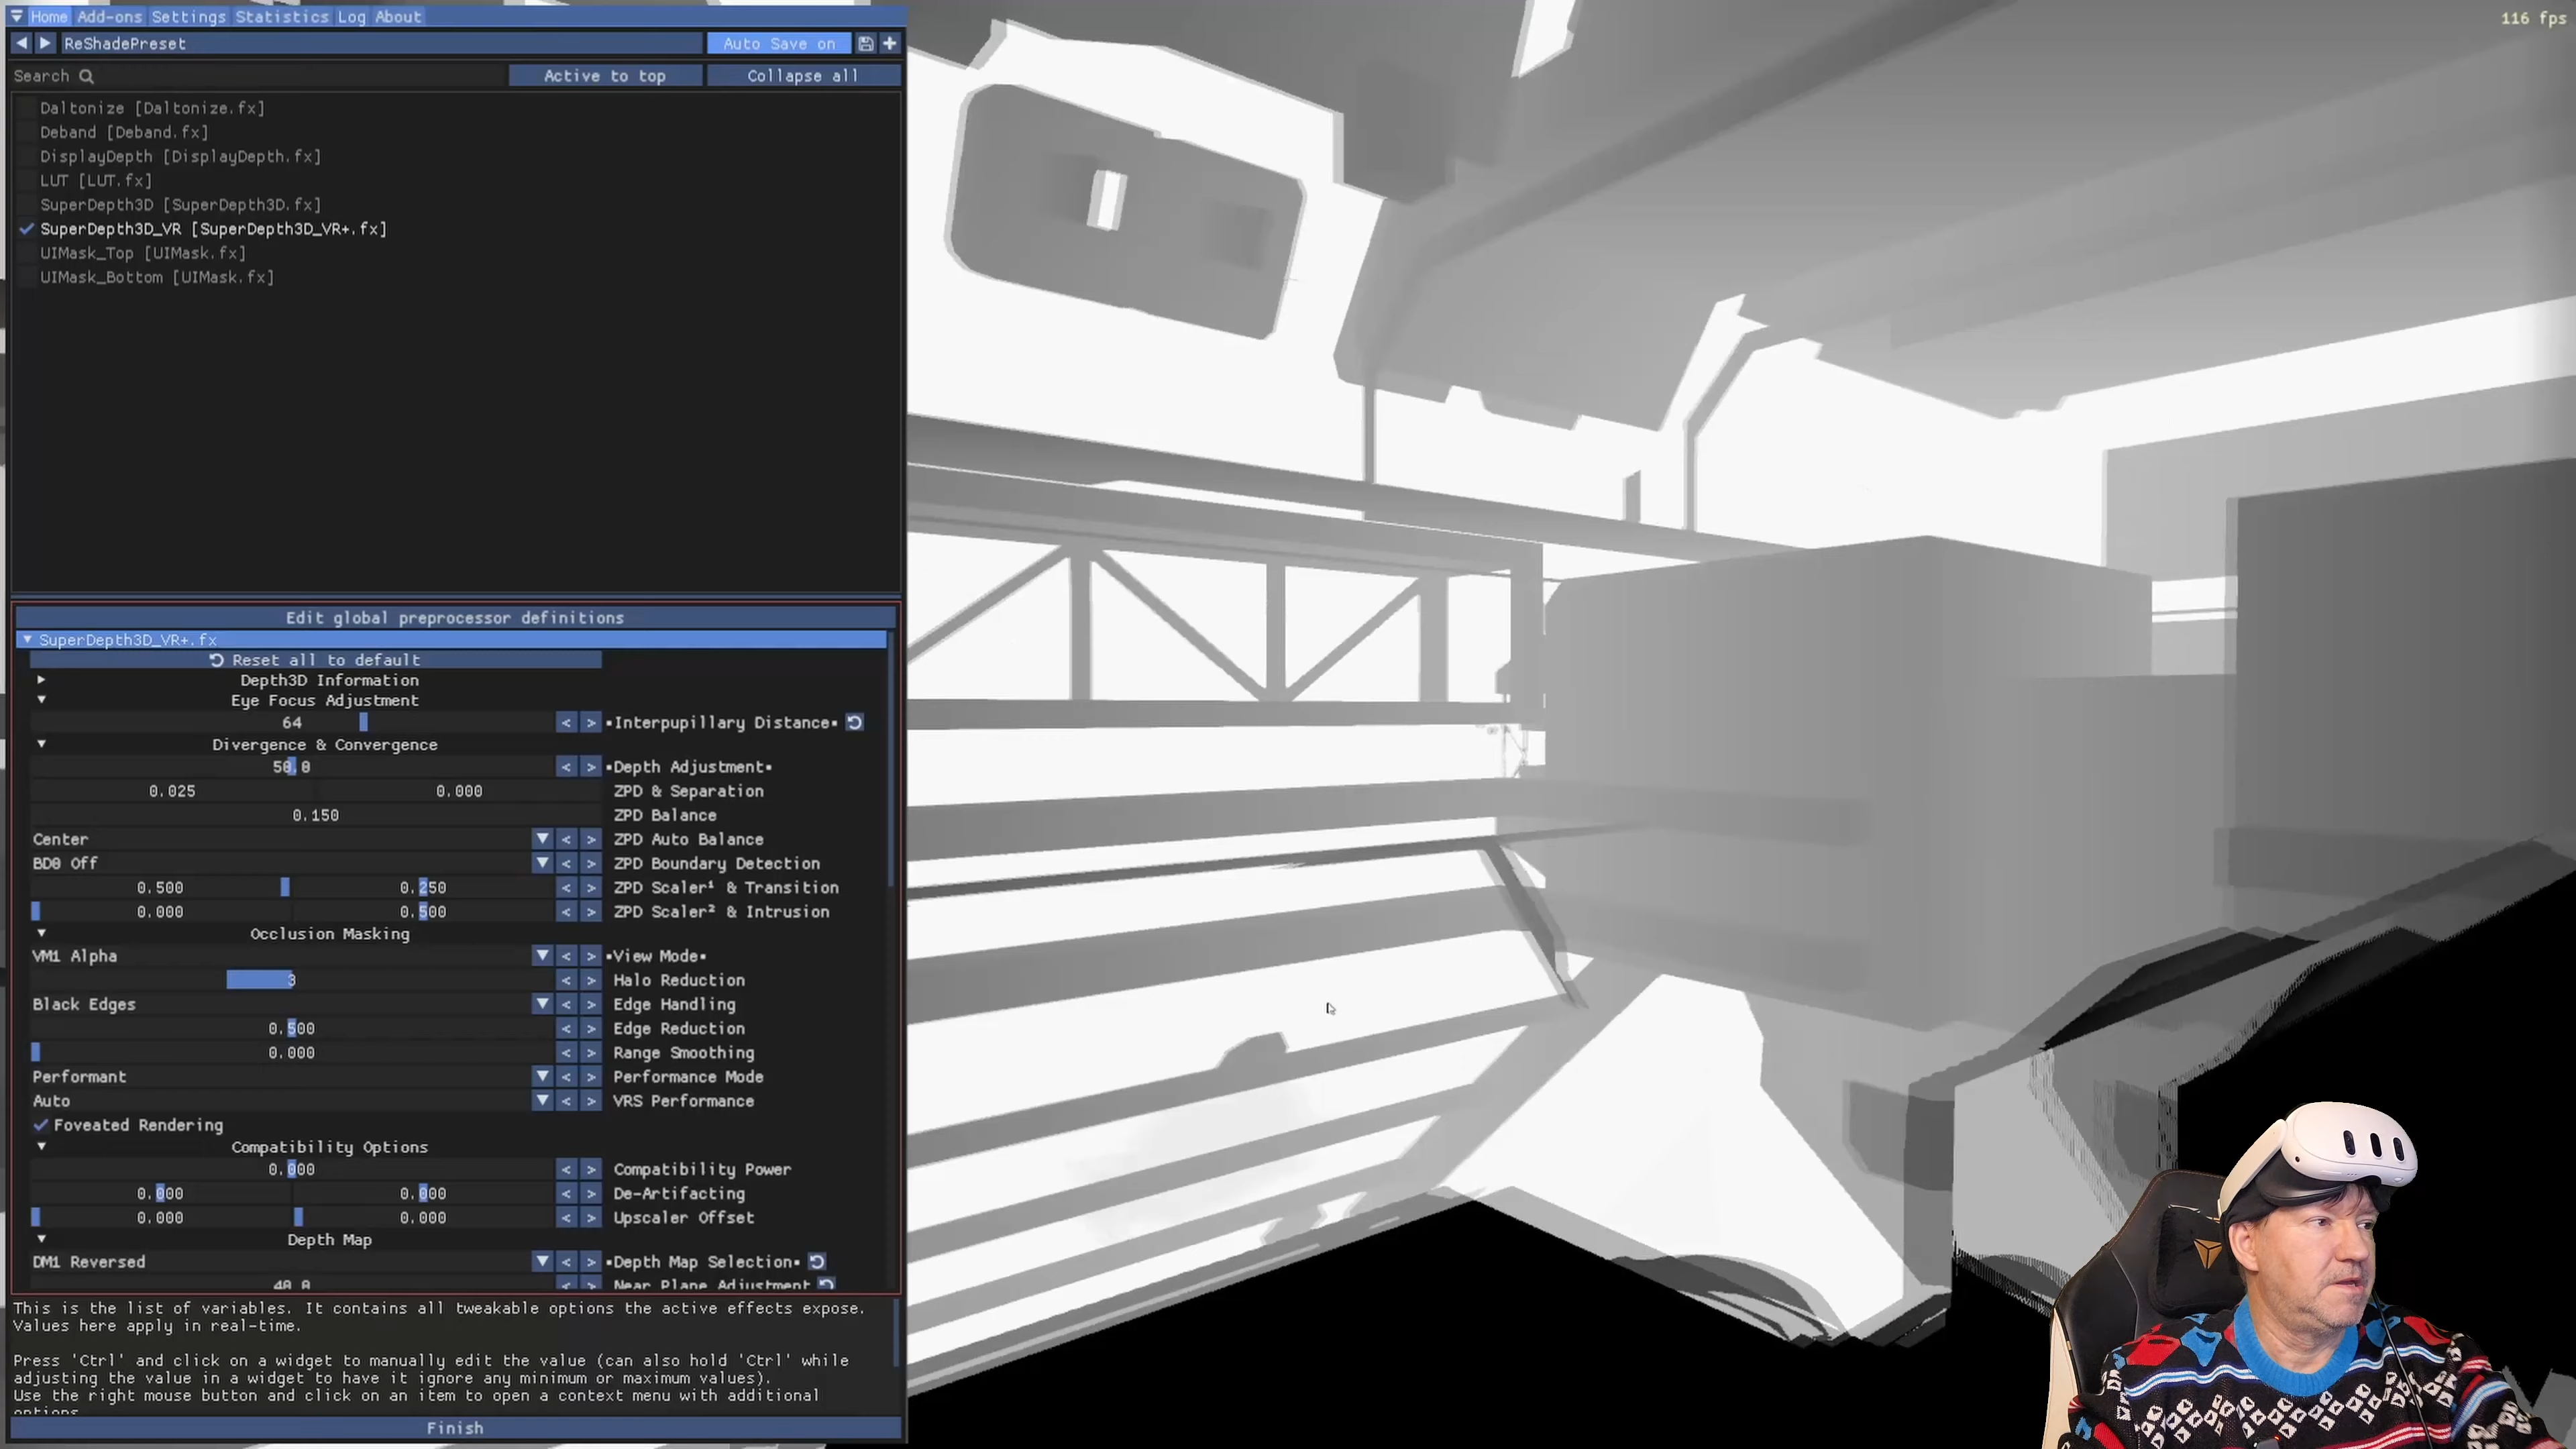 Home Add-ons Settings Statistics Log About
116 fps
ReShadePreset Auto Save on
Search Active to top Collapse all
Daltonize [Daltonize.fx]
Deband [Deband.fx]
DisplayDepth [DisplayDepth.fx]
LUT [LUT.fx]
SuperDepth3D [SuperDepth3D.fx]
SuperDepth3D_VR [SuperDepth3D_VR+.fx]
UIMask_Top [UIMask.fx]
UIMask_Bottom [UIMask.fx]
Edit global preprocessor definitions
SuperDepth3D_VR+.fx
Reset all to default
Depth3D Information
Eye Focus Adjustment
64 < > ▪Interpupillary Distance▪
Divergence & Convergence
50.0 < > ▪Depth Adjustment▪
0.025 0.000 ZPD & Separation
0.150 ZPD Balance
Center < > ZPD Auto Balance
BD0 Off < > ZPD Boundary Detection
0.500 0.250 < > ZPD Scaler¹ & Transition
0.000 0.500 < > ZPD Scaler² & Intrusion
Occlusion Masking
VM1 Alpha < > ▪View Mode▪
3 < > Halo Reduction
Black Edges < > Edge Handling
0.500 < > Edge Reduction
0.000 < > Range Smoothing
Performant < > Performance Mode
Auto < > VRS Performance
Foveated Rendering
Compatibility Options
0.000 < > Compatibility Power
0.000 0.000 < > De-Artifacting
0.000 0.000 < > Upscaler Offset
Depth Map
DM1 Reversed < > ▪Depth Map Selection▪
40.0 < > Near Plane Adjustment
This is the list of variables. It contains all tweakable options the active effects expose.
Values here apply in real-time.
Press 'Ctrl' and click on a widget to manually edit the value (can also hold 'Ctrl' while
adjusting the value in a widget to have it ignore any minimum or maximum values).
Use the right mouse button and click on an item to open a context menu with additional
options.
Finish